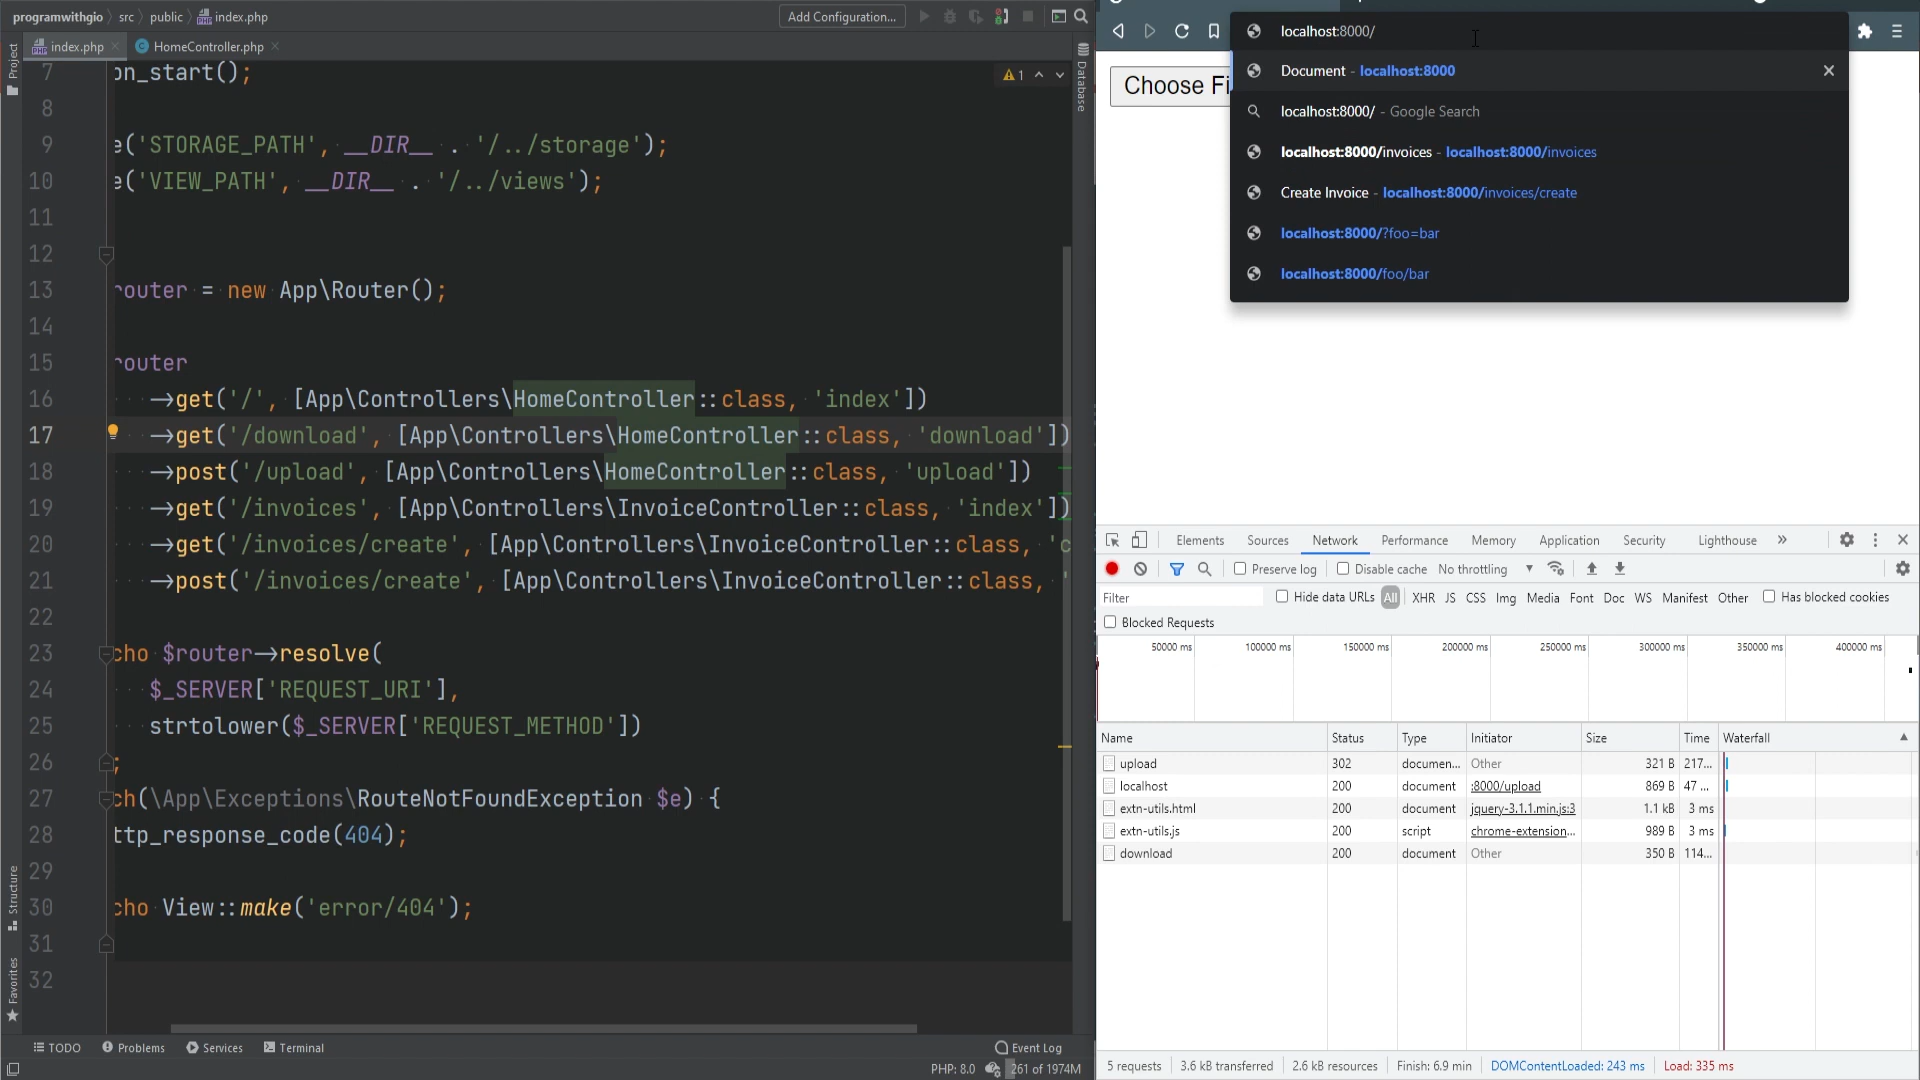 programwithgio
src
public
index.php
Add Configuration...
index.php
HomeController.php
Project
Database
1
7 on_start();
8
9 e('STORAGE_PATH', __DIR__ . '/../storage');
10 e('VIEW_PATH', __DIR__ . '/../views');
11
12
13 router = new App\Router();
14
15 router
16 →get('/', [App\Controllers\HomeController::class, 'index'])
17 →get('/download', [App\Controllers\HomeController::class, 'download'])
18 →post('/upload', [App\Controllers\HomeController::class, 'upload'])
19 →get('/invoices', [App\Controllers\InvoiceController::class, 'index'])
20 →get('/invoices/create', [App\Controllers\InvoiceController::class, 'c
21 →post('/invoices/create', [App\Controllers\InvoiceController::class, '
22
23 cho $router→resolve(
24 $_SERVER['REQUEST_URI'],
25 strtolower($_SERVER['REQUEST_METHOD'])
26 ;
27 ch(\App\Exceptions\RouteNotFoundException $e) {
28 ttp_response_code(404);
29
30 cho View::make('error/404');
31
32
Structure
Favorites
TODO
Problems
Services
Terminal
Event Log
PHP: 8.0
261 of 1974M
localhost:8000/
Document - localhost:8000
localhost:8000/ - Google Search
localhost:8000/invoices - localhost:8000/invoices
Create Invoice - localhost:8000/invoices/create
localhost:8000/?foo=bar
localhost:8000/foo/bar
Choose Fi
Elements Sources Network Performance Memory Application Security Lighthouse »
Preserve log Disable cache No throttling
Filter Hide data URLs All XHR JS CSS Img Media Font Doc WS Manifest Other Has blocked cookies
Blocked Requests
50000 ms 100000 ms 150000 ms 200000 ms 250000 ms 300000 ms 350000 ms 400000 ms
Name Status Type Initiator Size Time Waterfall
upload 302 documen... Other 321 B 217...
localhost 200 document :8000/upload 869 B 47 ...
extn-utils.html 200 document jquery-3.1.1.min.js:3 1.1 kB 3 ms
extn-utils.js 200 script chrome-extension... 989 B 3 ms
download 200 document Other 350 B 114...
5 requests 3.6 kB transferred 2.6 kB resources Finish: 6.9 min DOMContentLoaded: 243 ms Load: 335 ms